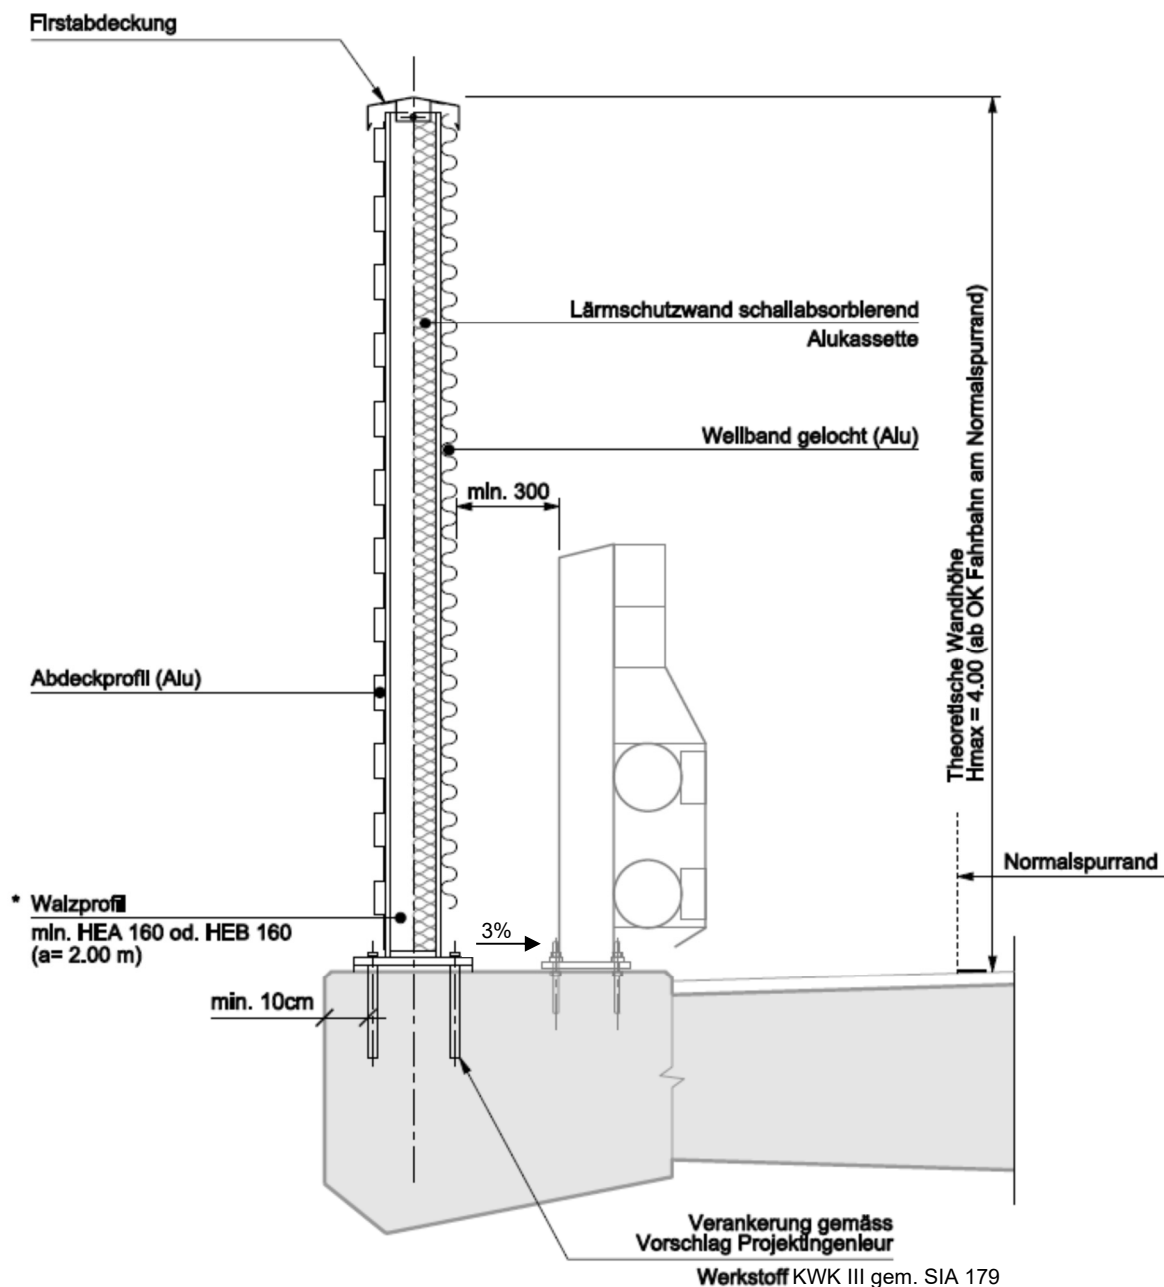 Firstabdeckung
Lärmschutzwand schallabsorbierend
Alukassette
Wellband gelocht (Alu)
min. 300
Theoretische Wandhöhe
Hmax = 4.00 (ab OK Fahrbahn am Normalspurrand)
Abdeckprofil (Alu)
Normalspurrand
* Walzprofil
min. HEA 160 od. HEB 160
(a= 2.00 m)
3%
min. 10cm
Verankerung gemäss
Vorschlag Projektingenieur
Werkstoff KWK III gem. SIA 179